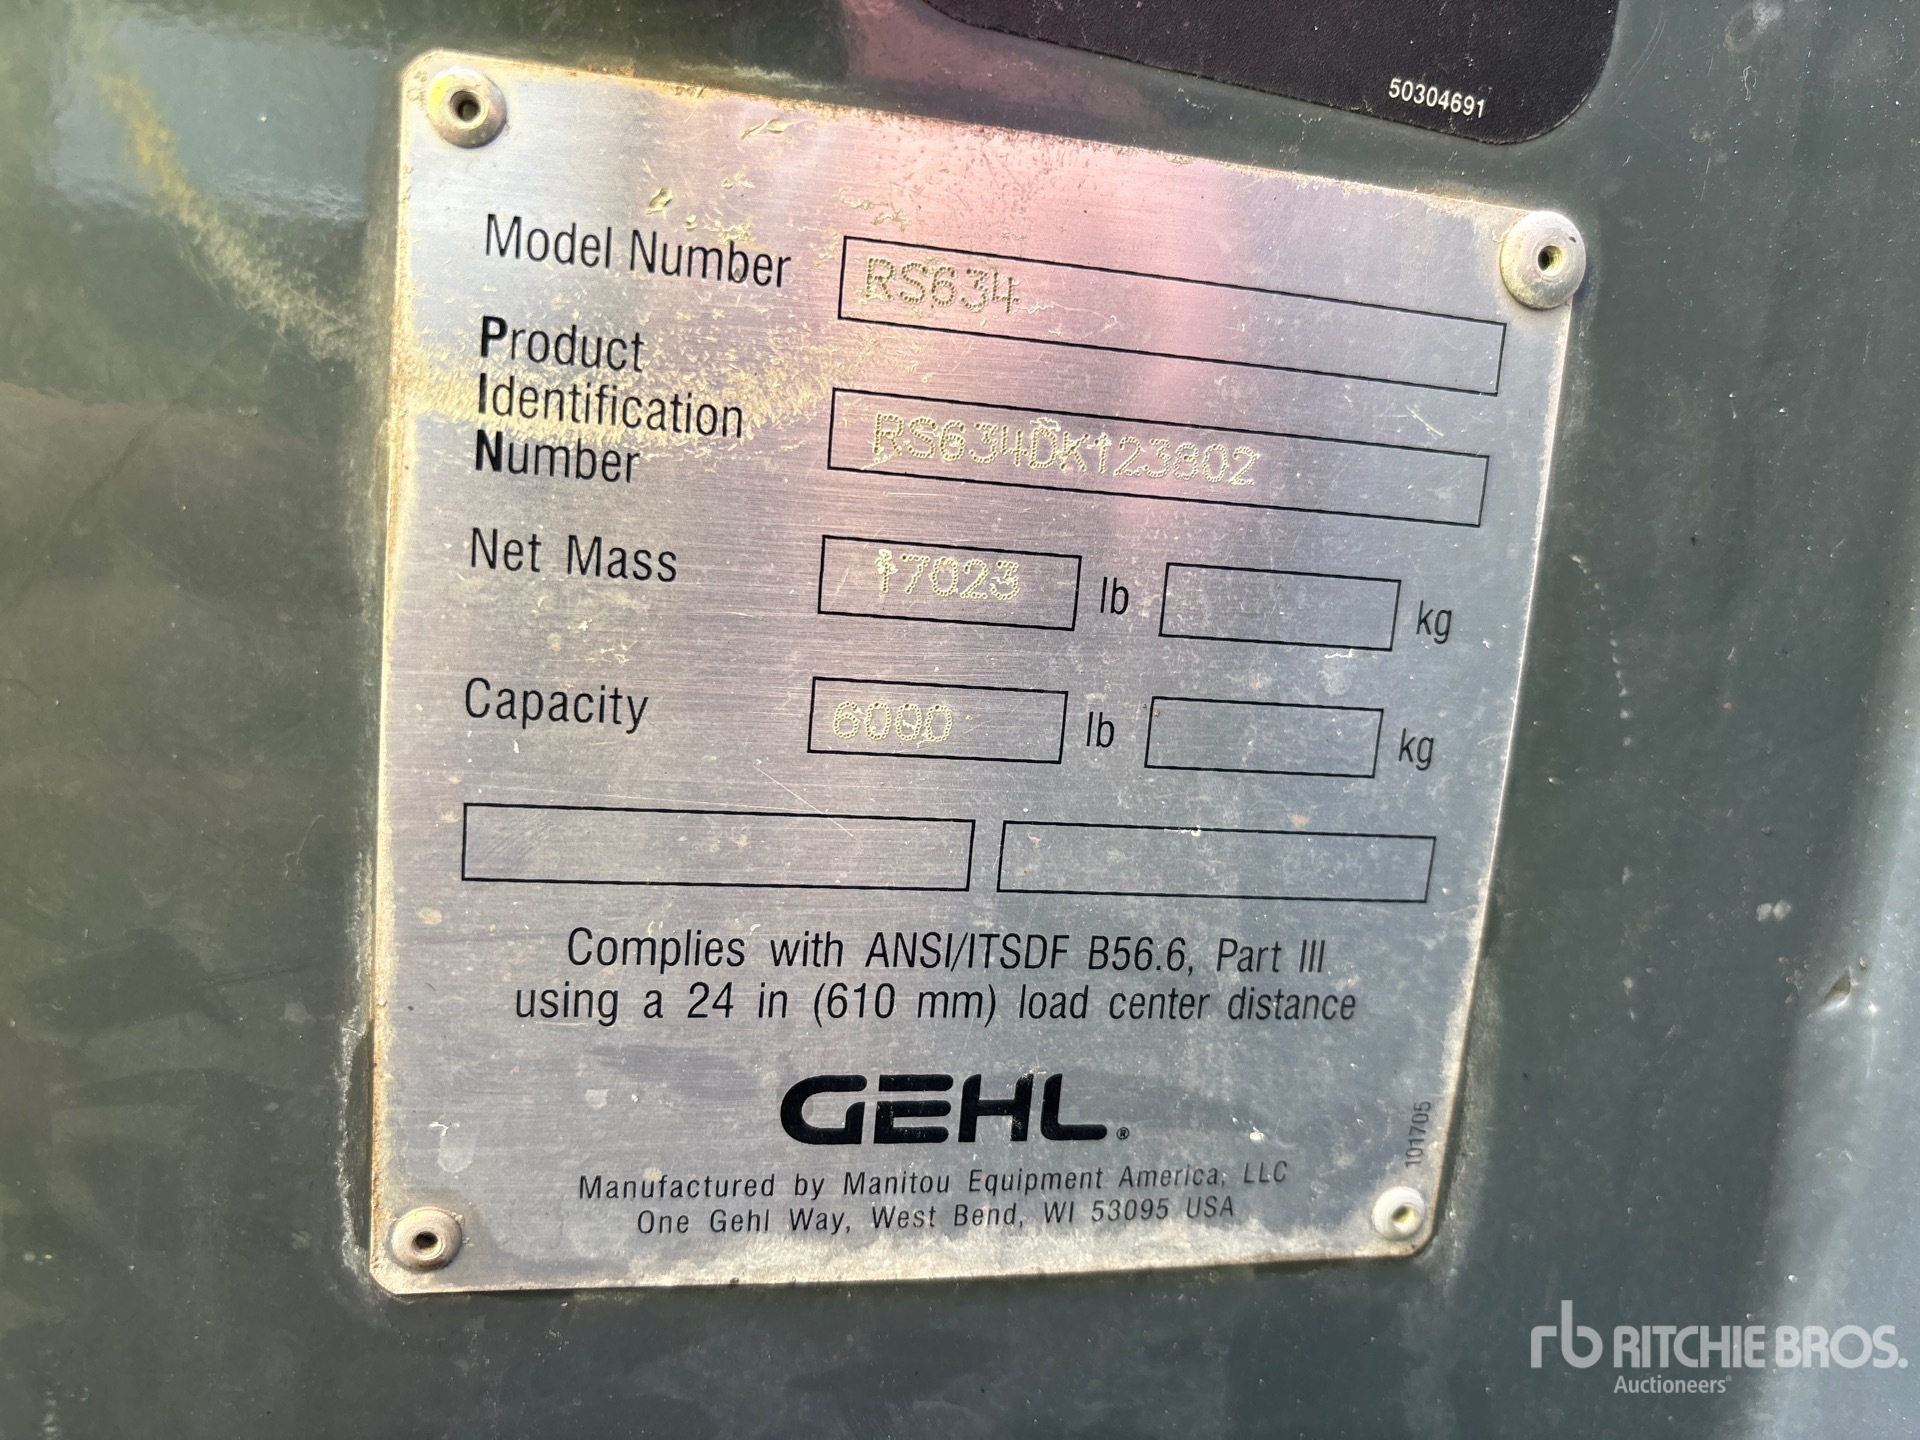 50304691
Model Number RS634
Product
Identification
Number RS634DK123802
Net Mass 17023 lb kg
Capacity 6000 lb kg
Complies with ANSI/ITSDF B56.6, Part III
using a 24 in (610 mm) load center distance
GEHL®
101705
Manufactured by Manitou Equipment America, LLC
One Gehl Way, West Bend, WI 53095 USA
rb RITCHIE BROS.
Auctioneers®